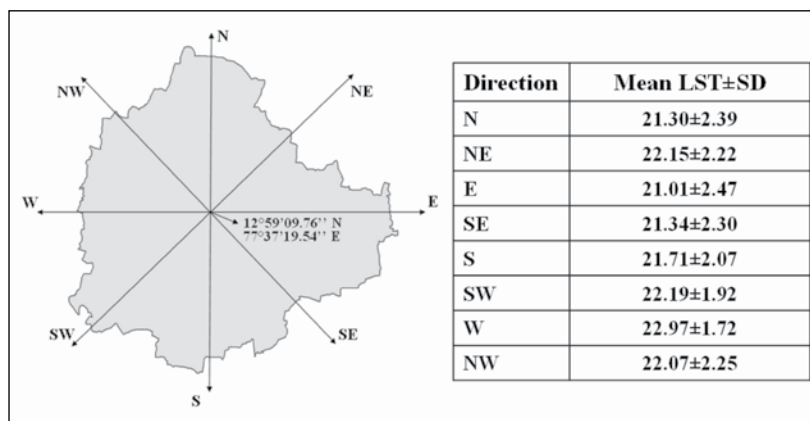 N
NW
NE
W
E
12°59'09.76'' N
77°37'19.54'' E
SW
SE
S
Direction Mean LST±SD
N 21.30±2.39
NE 22.15±2.22
E 21.01±2.47
SE 21.34±2.30
S 21.71±2.07
SW 22.19±1.92
W 22.97±1.72
NW 22.07±2.25